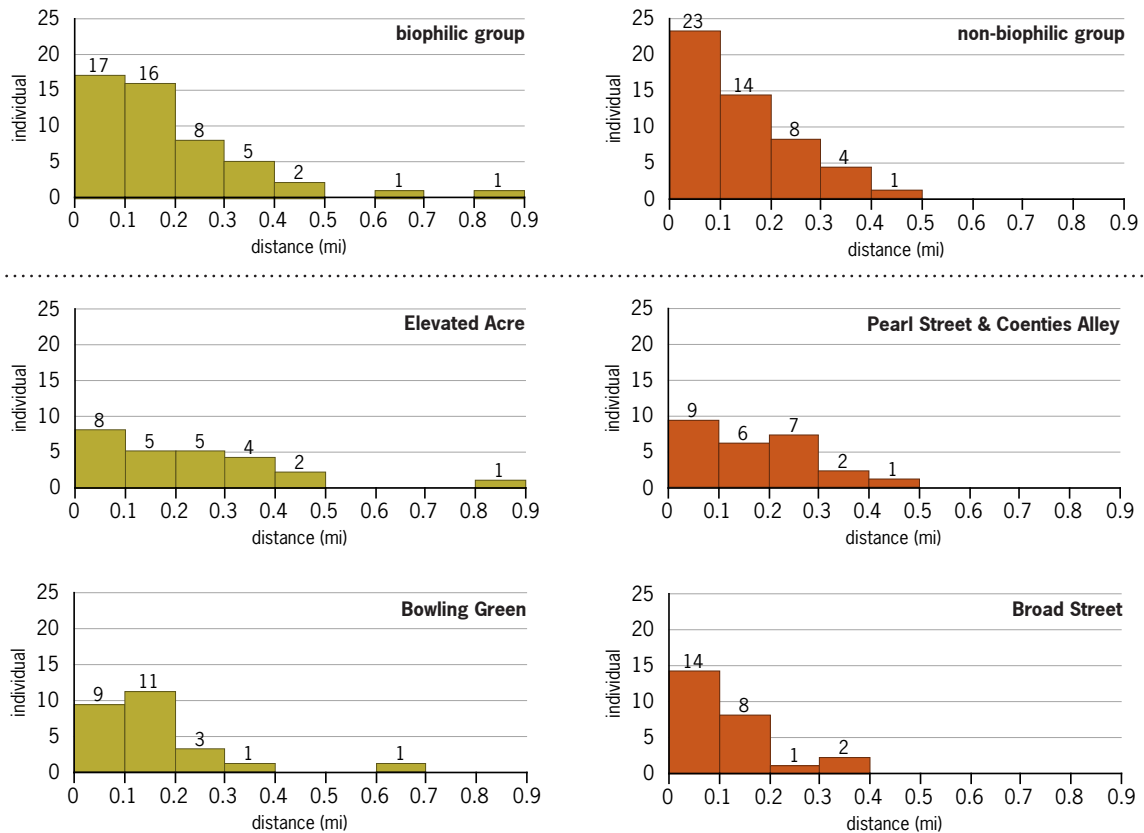 biophilic group
25
20
15
10
5
0
individual
17 16 8 5 2 1 1
0 0.1 0.2 0.3 0.4 0.5 0.6 0.7 0.8 0.9
distance (mi)
non-biophilic group
25
20
15
10
5
0
individual
23 14 8 4 1
0 0.1 0.2 0.3 0.4 0.5 0.6 0.7 0.8 0.9
distance (mi)
Elevated Acre
25
20
15
10
5
0
individual
8 5 5 4 2 1
0 0.1 0.2 0.3 0.4 0.5 0.6 0.7 0.8 0.9
distance (mi)
Pearl Street & Coenties Alley
25
20
15
10
5
0
individual
9 6 7 2 1
0 0.1 0.2 0.3 0.4 0.5 0.6 0.7 0.8 0.9
distance (mi)
Bowling Green
25
20
15
10
5
0
individual
9 11 3 1 1
0 0.1 0.2 0.3 0.4 0.5 0.6 0.7 0.8 0.9
distance (mi)
Broad Street
25
20
15
10
5
0
individual
14 8 1 2
0 0.1 0.2 0.3 0.4 0.5 0.6 0.7 0.8 0.9
distance (mi)